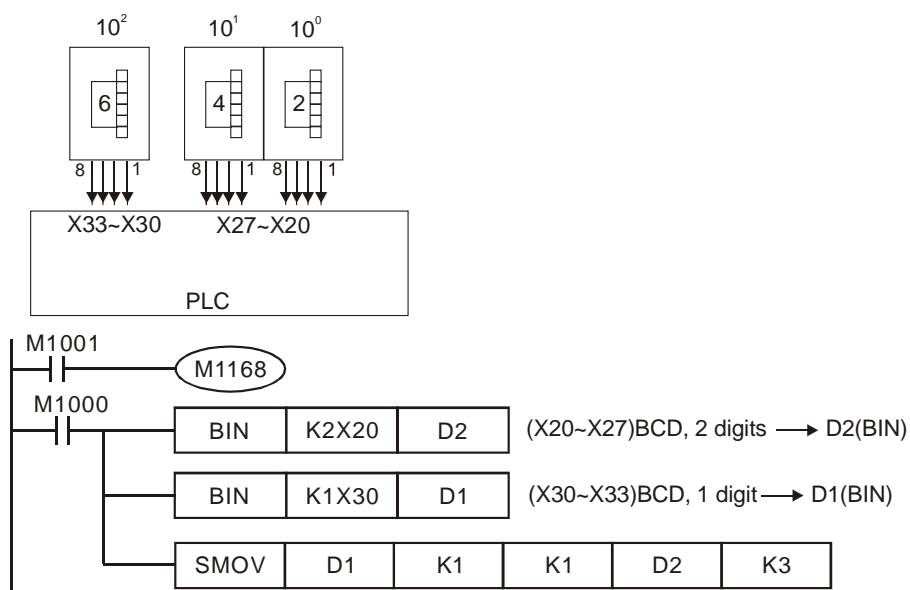 10² 10¹ 10⁰
6 4 2
8 1 8 1 8 1
X33~X30 X27~X20
PLC
M1001
M1168
M1000
BIN K2X20 D2 (X20~X27)BCD, 2 digits → D2(BIN)
BIN K1X30 D1 (X30~X33)BCD, 1 digit → D1(BIN)
SMOV D1 K1 K1 D2 K3